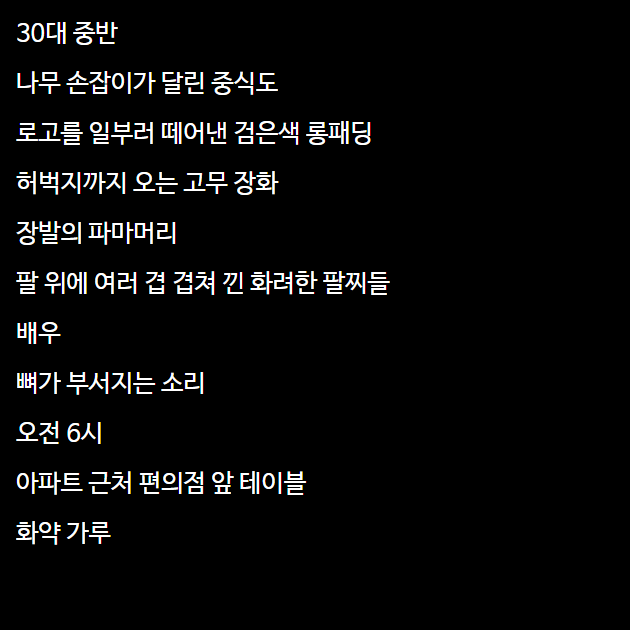 30대 중반
나무 손잡이가 달린 중식도
로고를 일부러 떼어낸 검은색 롱패딩
허벅지까지 오는 고무 장화
장발의 파마머리
팔 위에 여러 겹 겹쳐 낀 화려한 팔찌들
배우
뼈가 부서지는 소리
오전 6시
아파트 근처 편의점 앞 테이블
화약 가루